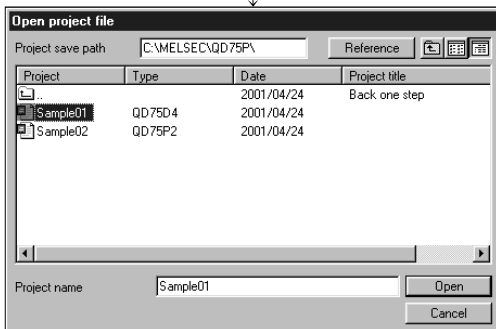 Open project file
Project save path C:\MELSEC\QD75P\ Reference
Project Type Date Project title
.. 2001/04/24 Back one step
Sample01 QD75D4 2001/04/24
Sample02 QD75P2 2001/04/24
Project name Sample01 Open
Cancel